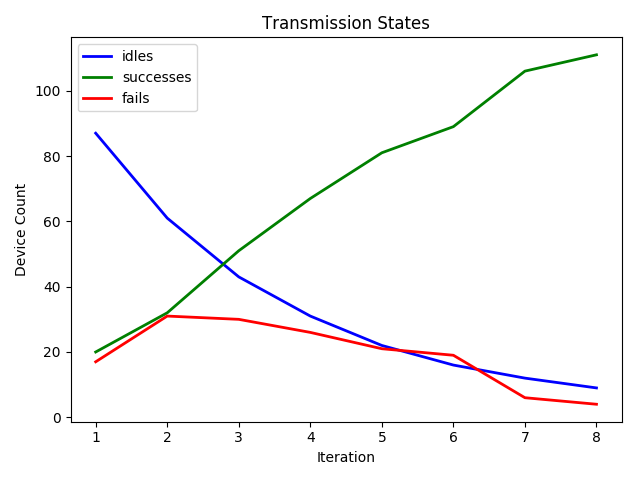 Transmission States
idles
successes
fails
Device Count
100
80
60
40
20
0
1 2 3 4 5 6 7 8
Iteration